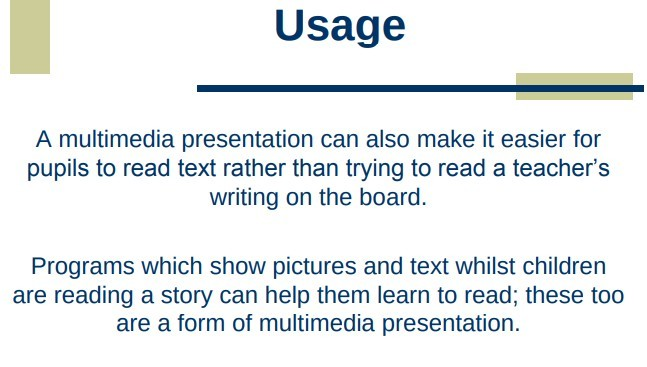 Usage
A multimedia presentation can also make it easier for
pupils to read text rather than trying to read a teacher’s
writing on the board.
Programs which show pictures and text whilst children
are reading a story can help them learn to read; these too
are a form of multimedia presentation.